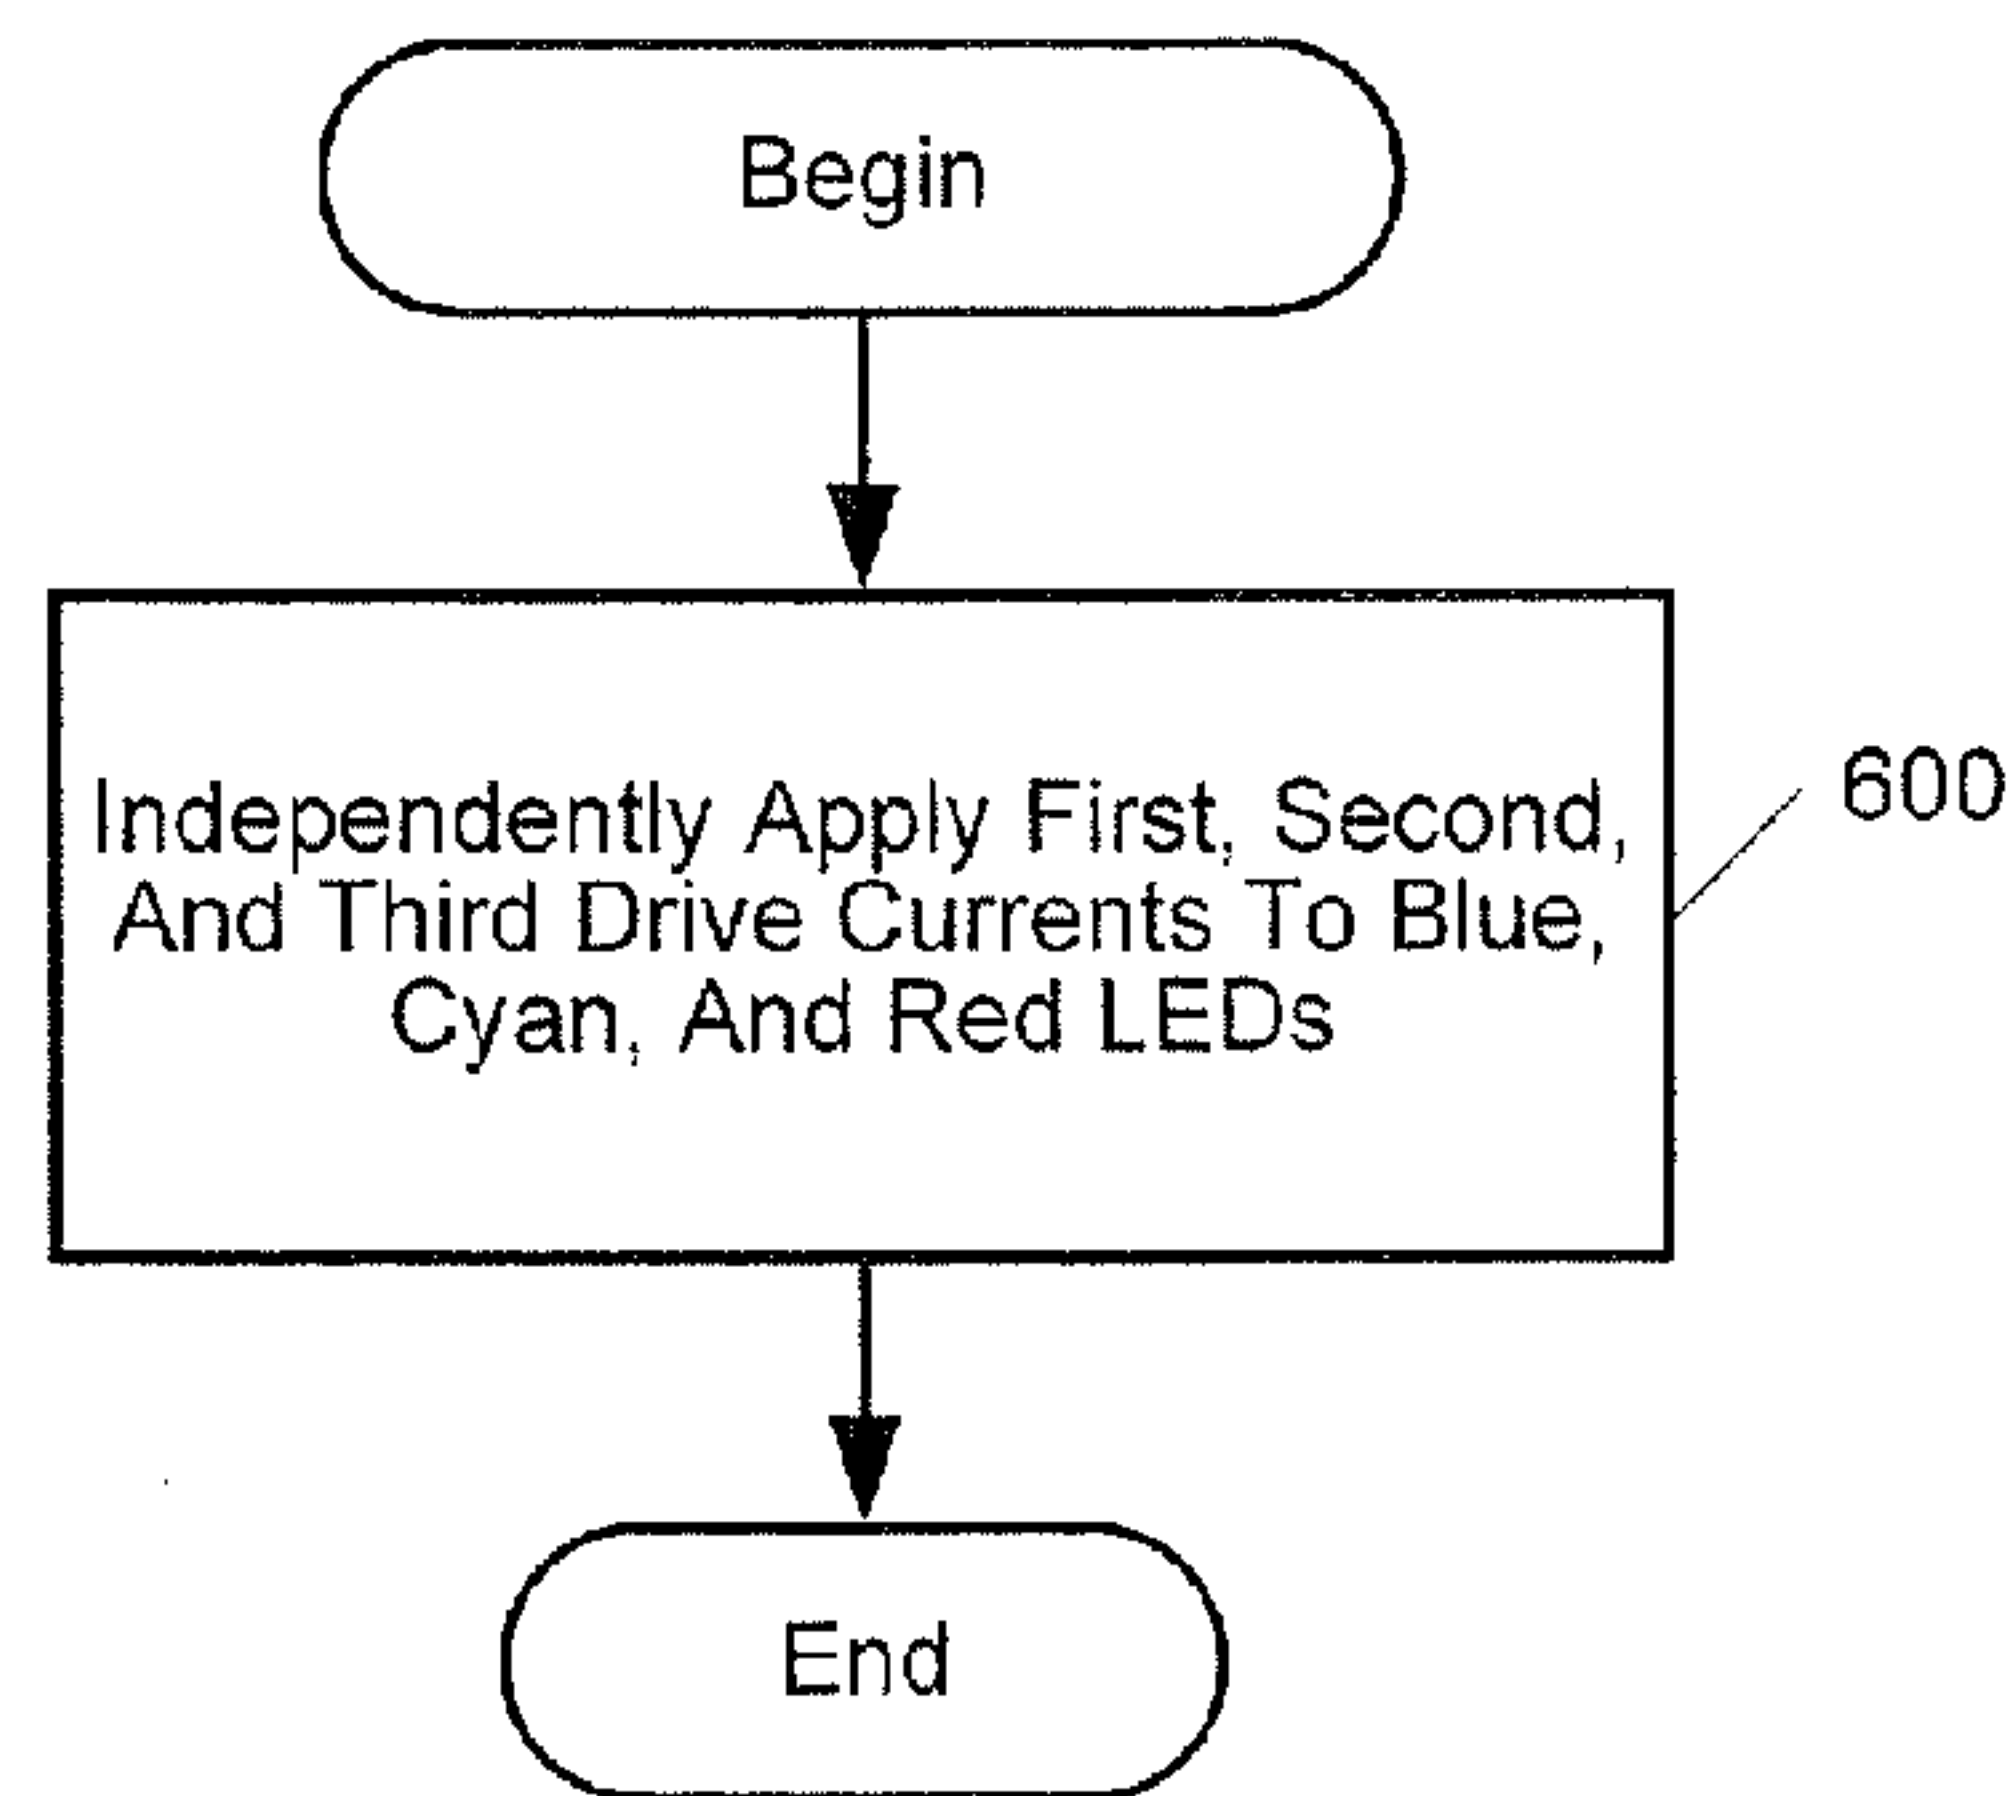 Begin
Independently Apply First, Second,
And Third Drive Currents To Blue,
Cyan, And Red LEDs
600
End